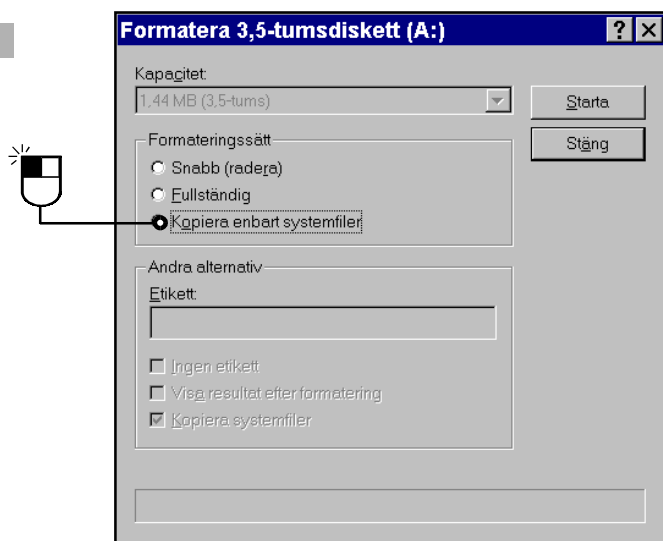 Formatera 3,5-tumsdiskett (A:)
Kapacitet:
1,44 MB (3,5-tums)
Starta
Formateringssätt
Stäng
Snabb (radera)
Fullständig
Kopiera enbart systemfiler
Andra alternativ
Etikett:
Ingen etikett
Visa resultat efter formatering
Kopiera systemfiler